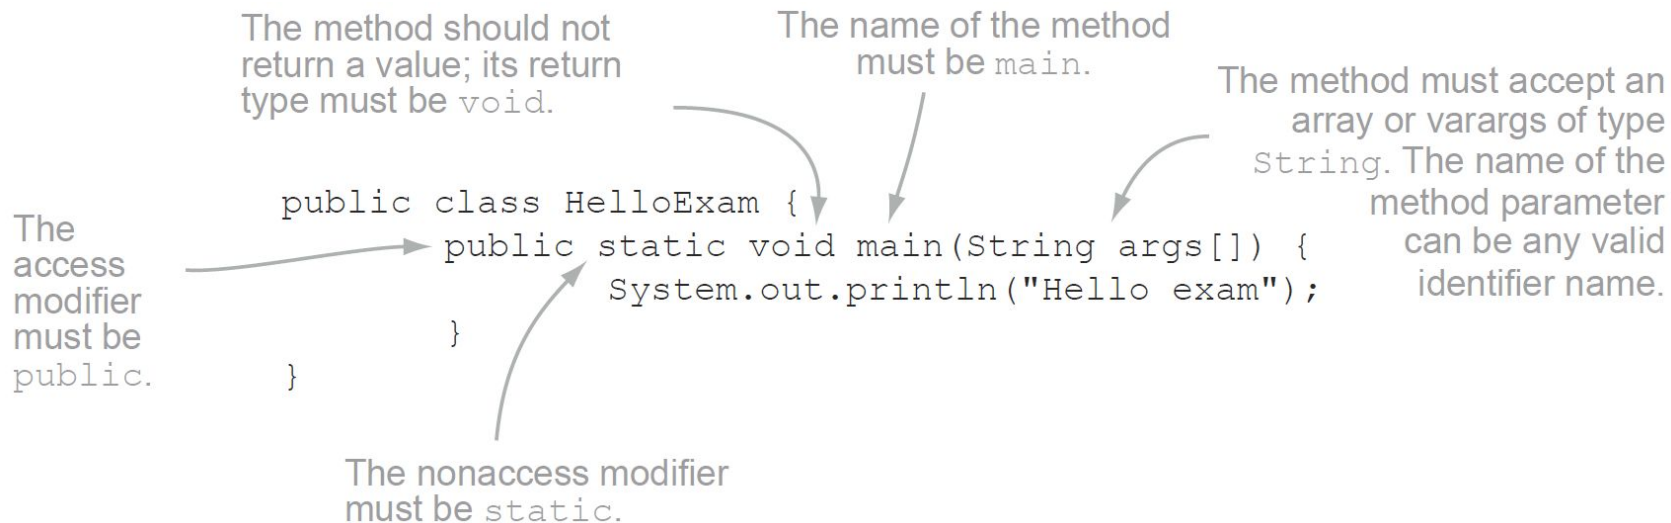 The method should not
return a value; its return
type must be void.
The name of the method
must be main.
The method must accept an
array or varargs of type
String. The name of the
method parameter
can be any valid
identifier name.
The
access
modifier
must be
public.
public class HelloExam {
public static void main(String args[]) {
System.out.println("Hello exam");
}
}
The nonaccess modifier
must be static.